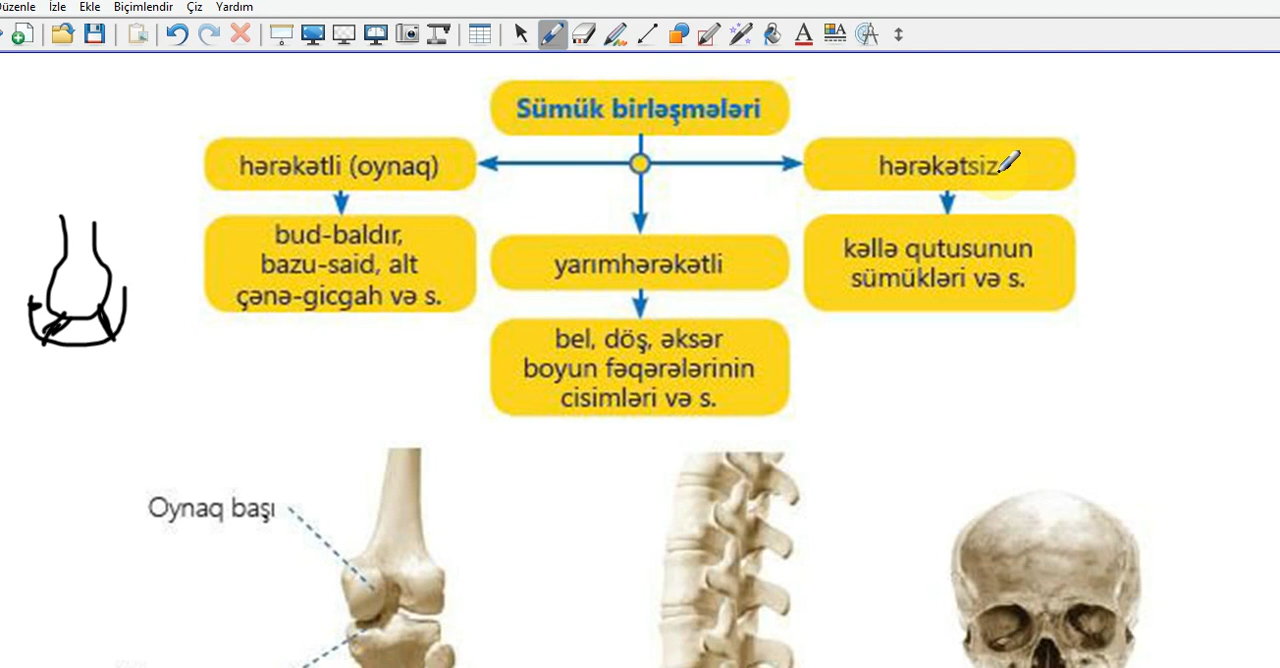 İzle Ekle Biçimlendir Çiz Yardım
Sümük birləşmələri
hərəkətli (oynaq)
hərəkətsiz
bud-baldır,
bazu-said, alt
çənə-gicgah və s.
yarımhərəkətli
kəllə qutusunun
sümükləri və s.
bel, döş, əksər
boyun fəqərələrinin
cisimləri və s.
Oynaq başı